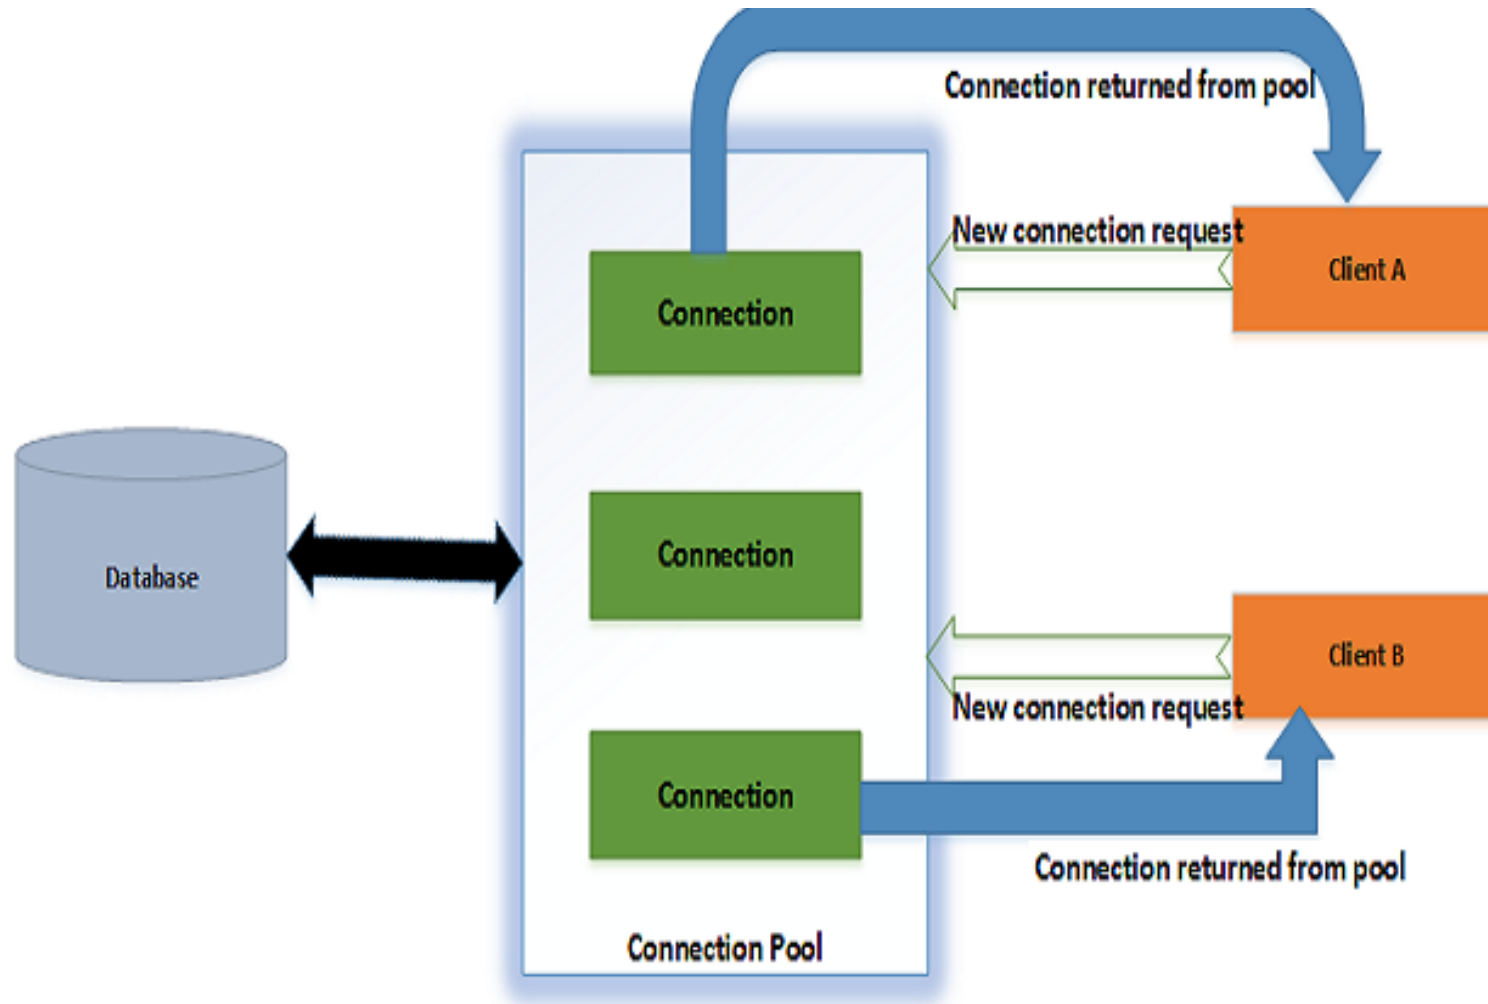 Connection returned from pool
New connection request
Client A
Connection
Connection
Database
Client B
New connection request
Connection
Connection returned from pool
Connection Pool